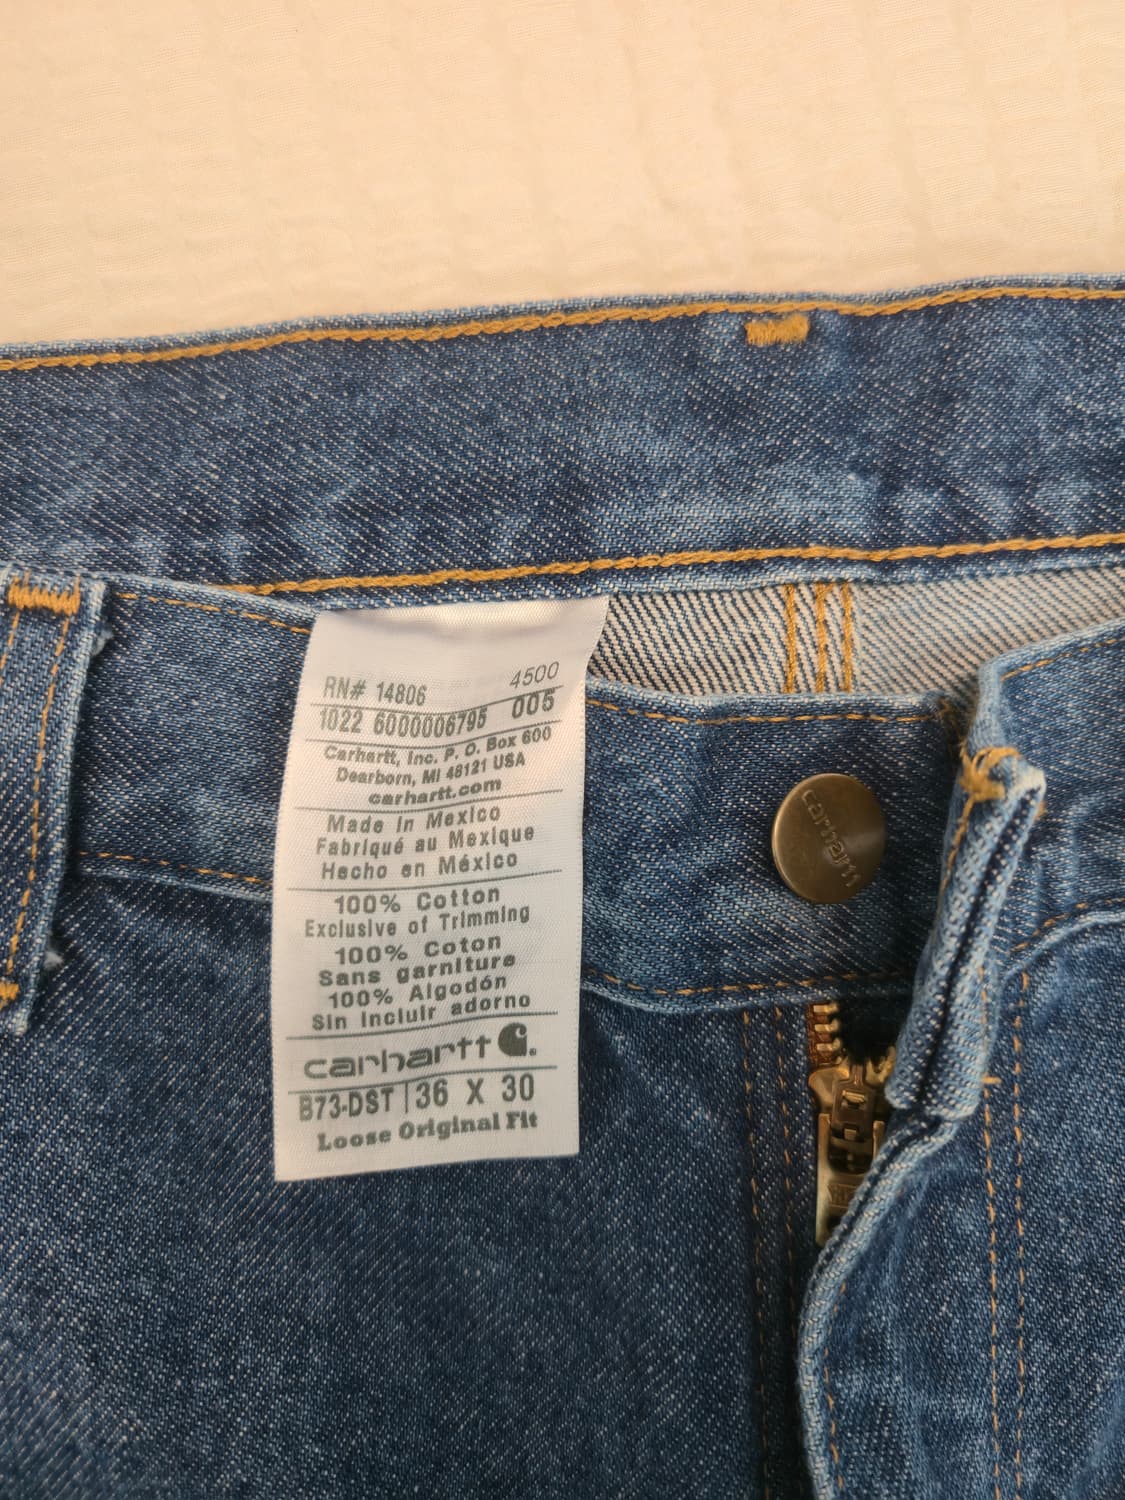 RN# 14806 4500
1022 6000006795 005
Carhartt, Inc. P. O. Box 600
Dearborn, MI 48121 USA
carhartt.com
Made in Mexico
Fabriqué au Mexique
Hecho en México
100% Cotton
Exclusive of Trimming
100% Coton
Sans garniture
100% Algodón
Sin incluir adorno
carhartt
B73-DST | 36 X 30
Loose Original Fit
carhartt